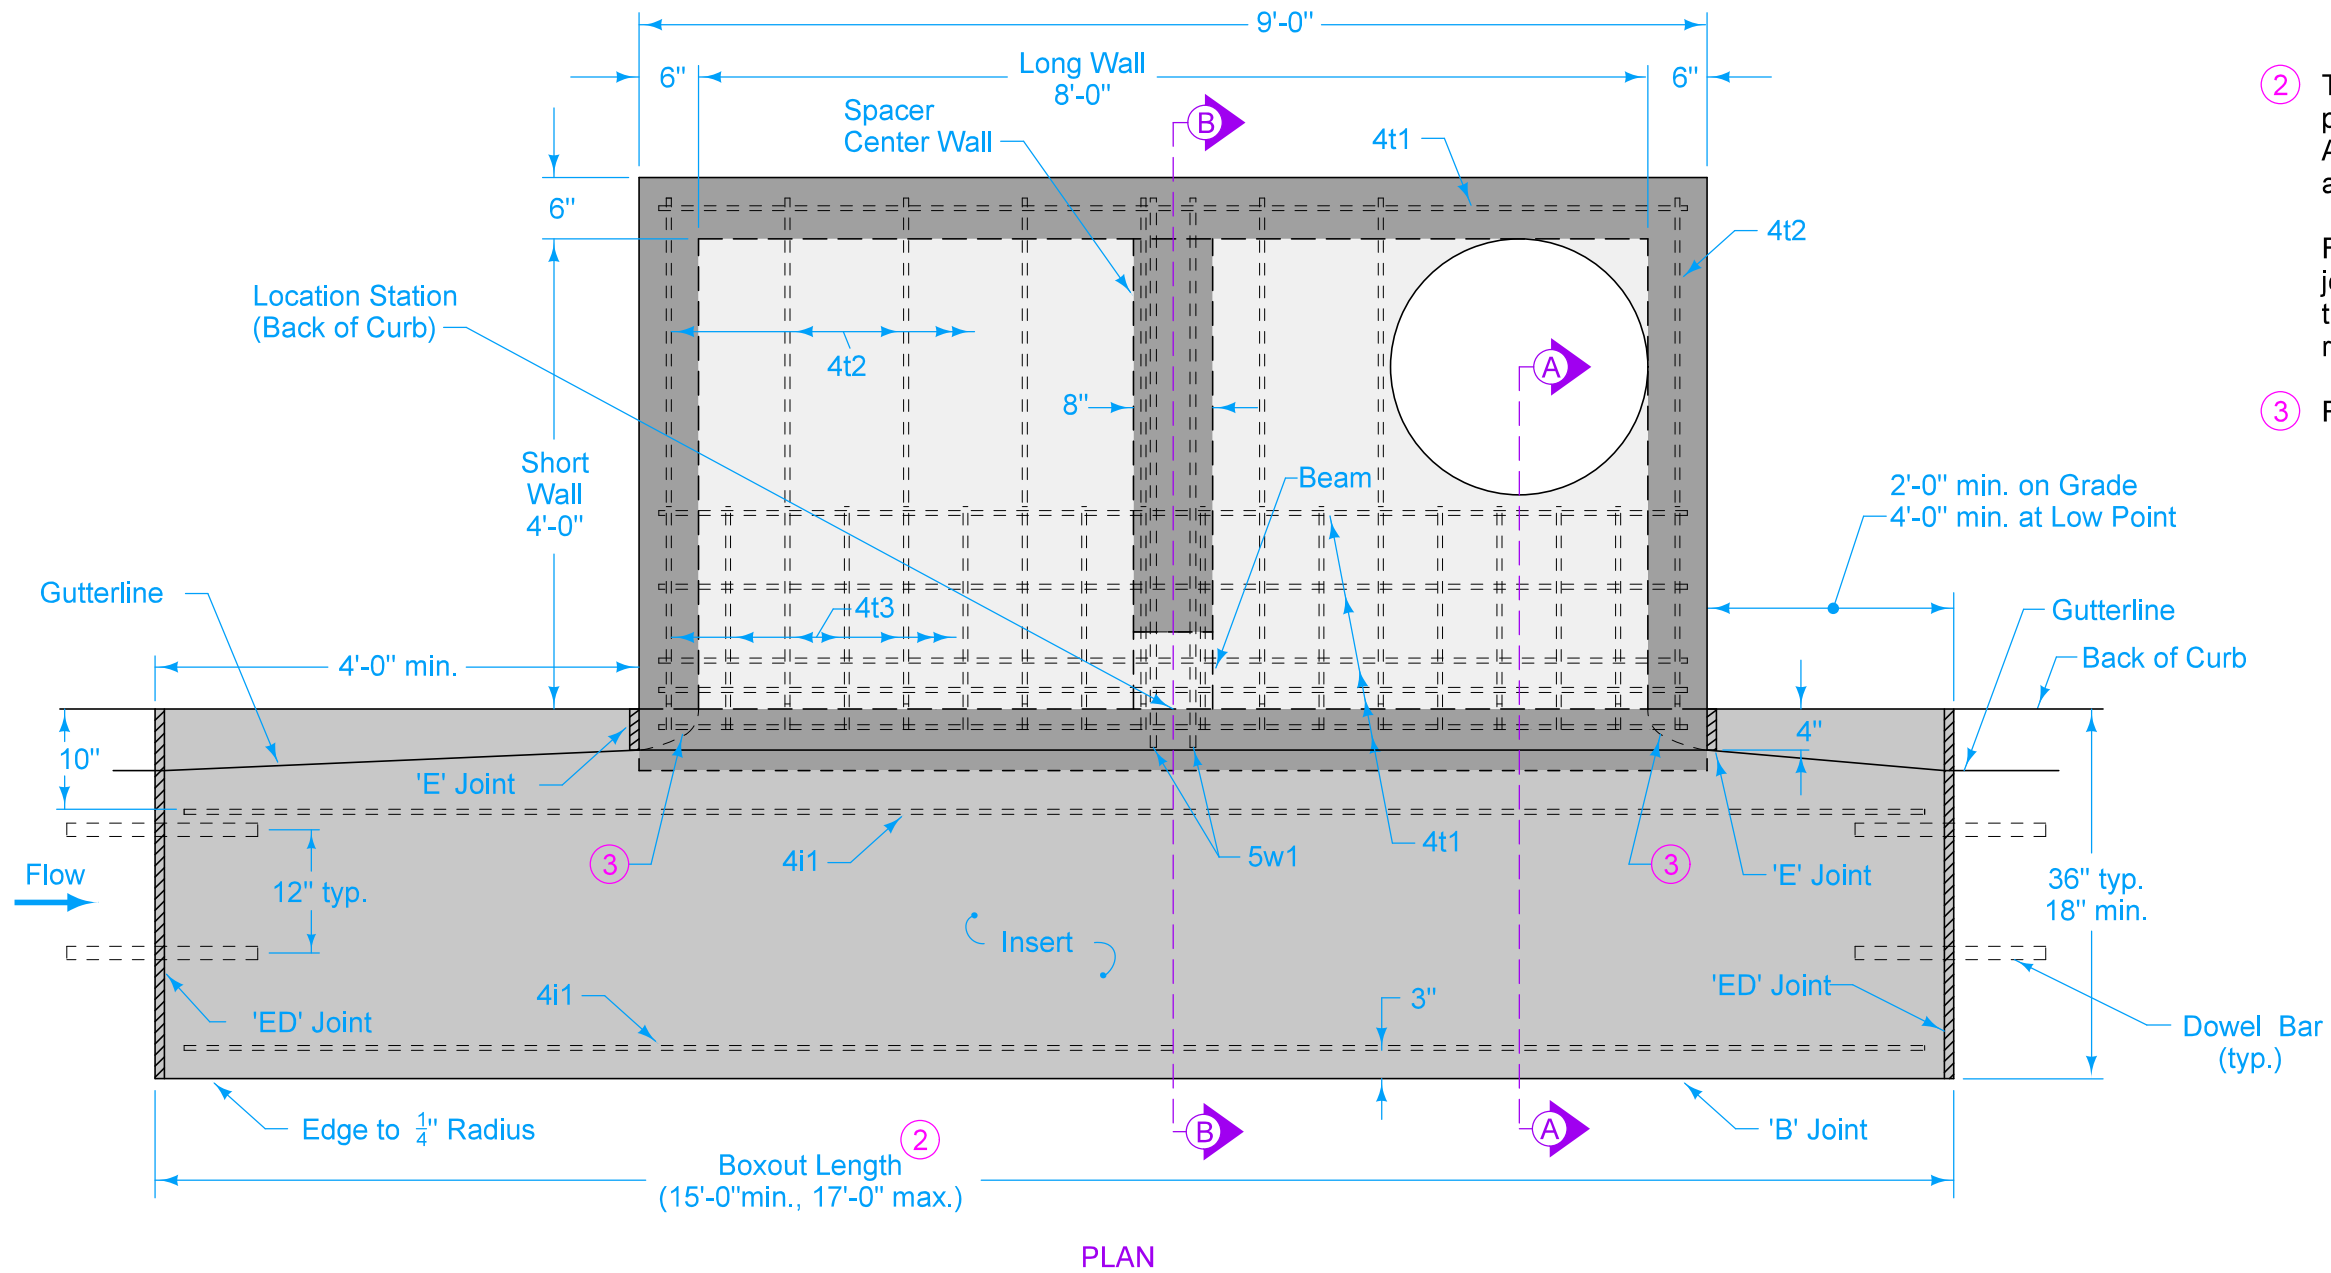 9'-0"
6"
Long Wall
8'-0"
6"
Spacer
Center Wall
B
4t1
2
6"
4t2
Location Station
(Back of Curb)
4t2
A
8"
3
Short
Wall
4'-0"
Beam
2'-0" min. on Grade
4'-0" min. at Low Point
Gutterline
4t3
Gutterline
4'-0" min.
Back of Curb
10"
4"
'E' Joint
3
4i1
5w1
4t1
3
'E' Joint
Flow
12" typ.
36" typ.
18" min.
Insert
4i1
3"
'ED' Joint
'ED' Joint
Dowel Bar
(typ.)
Edge to 1/4" Radius
2
B
A
'B' Joint
Boxout Length
(15'-0"min., 17'-0" max.)
PLAN